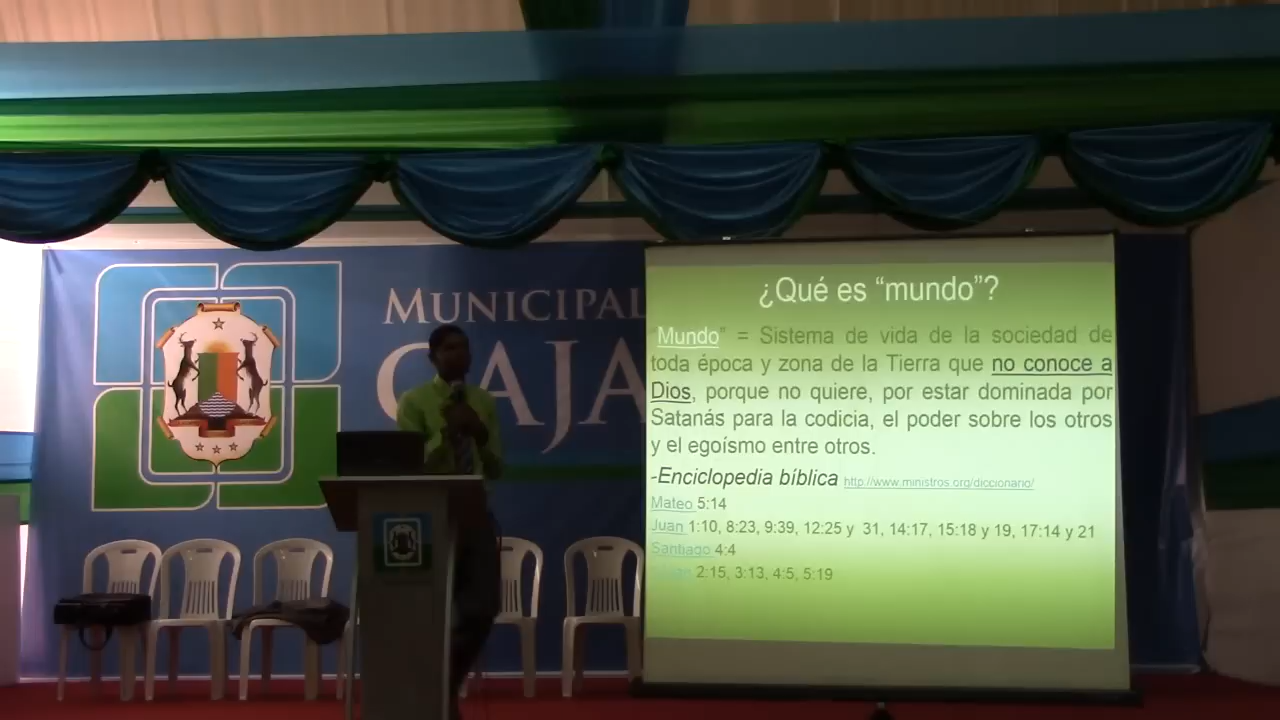 MUNICIPAL
CAJA
¿Qué es “mundo”?
“Mundo” = Sistema de vida de la sociedad de
toda época y zona de la Tierra que no conoce a
Dios, porque no quiere, por estar dominada por
Satanás para la codicia, el poder sobre los otros
y el egoísmo entre otros.
-Enciclopedia bíblica http://www.ministros.org/diccionario/
Mateo 5:14
Juan 1:10, 8:23, 9:39, 12:25 y 31, 14:17, 15:18 y 19, 17:14 y 21
Santiago 4:4
2:15, 3:13, 4:5, 5:19